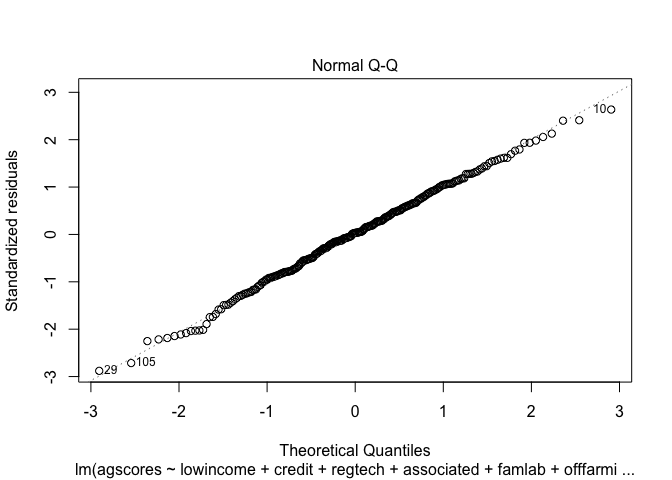 Normal Q-Q
3
2
1
0
-1
-2
-3
Standardized residuals
10
105
29
-3 -2 -1 0 1 2 3
Theoretical Quantiles
lm(agscores ~ lowincome + credit + regtech + associated + famlab + offfarmi ...